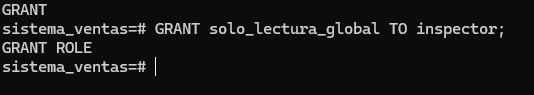 GRANT
sistema_ventas=# GRANT solo_lectura_global TO inspector;
GRANT ROLE
sistema_ventas=#